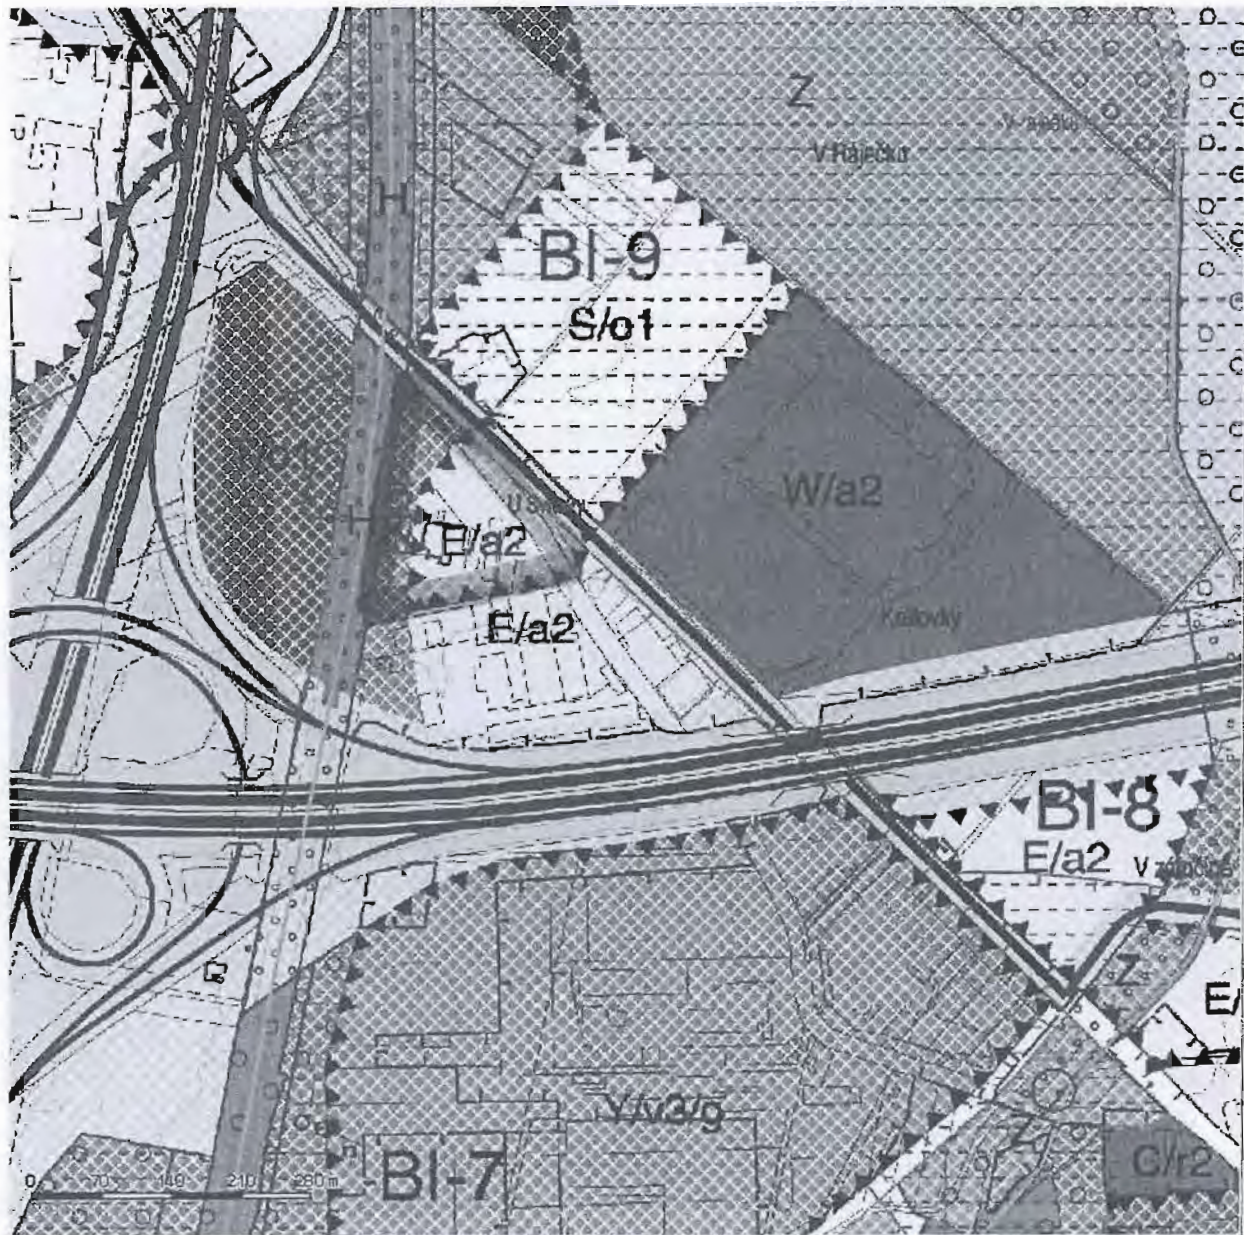 Z
V Háječku
H
BI-9
S/o1
W/a2
E/a2
Královky
E/a2
BI-8
E/a2
Z
E/
V/v3/g
Z
C/r2
BI-7
0 70 140 210 280 m